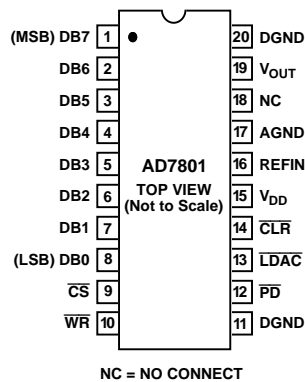 (MSB) DB7 1 20 DGND
DB6 2 19 VOUT
DB5 3 18 NC
DB4 4 17 AGND
DB3 5 16 REFIN
AD7801
DB2 6 15 VDD
TOP VIEW
(Not to Scale)
DB1 7 14 CLR
(LSB) DB0 8 13 LDAC
CS 9 12 PD
WR 10 11 DGND
NC = NO CONNECT